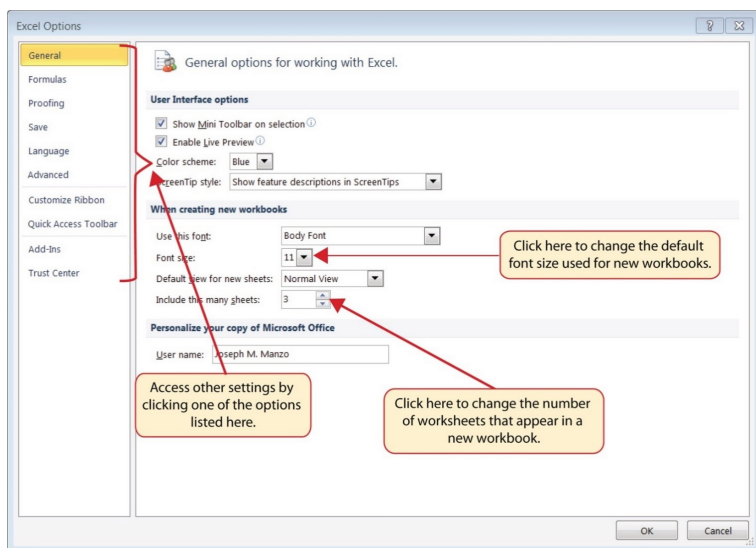 Excel Options
General
Formulas
Proofing
Save
Language
Advanced
Customize Ribbon
Quick Access Toolbar
Add-Ins
Trust Center
General options for working with Excel.
User Interface options
Show Mini Toolbar on selection
Enable Live Preview
Color scheme: Blue
ScreenTip style: Show feature descriptions in ScreenTips
When creating new workbooks
Use this font: Body Font
Font size: 11
Default view for new sheets: Normal View
Include this many sheets: 3
Click here to change the default
font size used for new workbooks.
Personalize your copy of Microsoft Office
User name: Joseph M. Manzo
Access other settings by
clicking one of the options
listed here.
Click here to change the number
of worksheets that appear in a
new workbook.
OK
Cancel